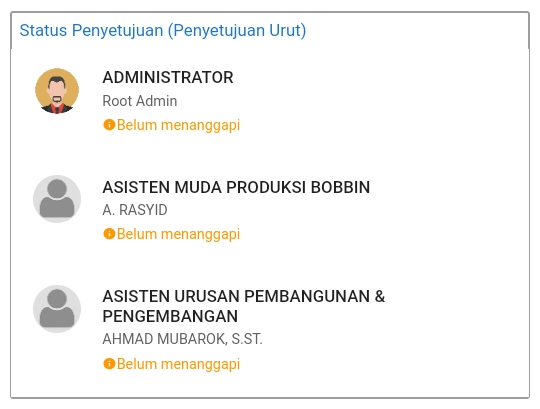 Status Penyetujuan (Penyetujuan Urut)
ADMINISTRATOR
Root Admin
Belum menanggapi
ASISTEN MUDA PRODUKSI BOBBIN
A. RASYID
Belum menanggapi
ASISTEN URUSAN PEMBANGUNAN &
PENGEMBANGAN
AHMAD MUBAROK, S.ST.
Belum menanggapi